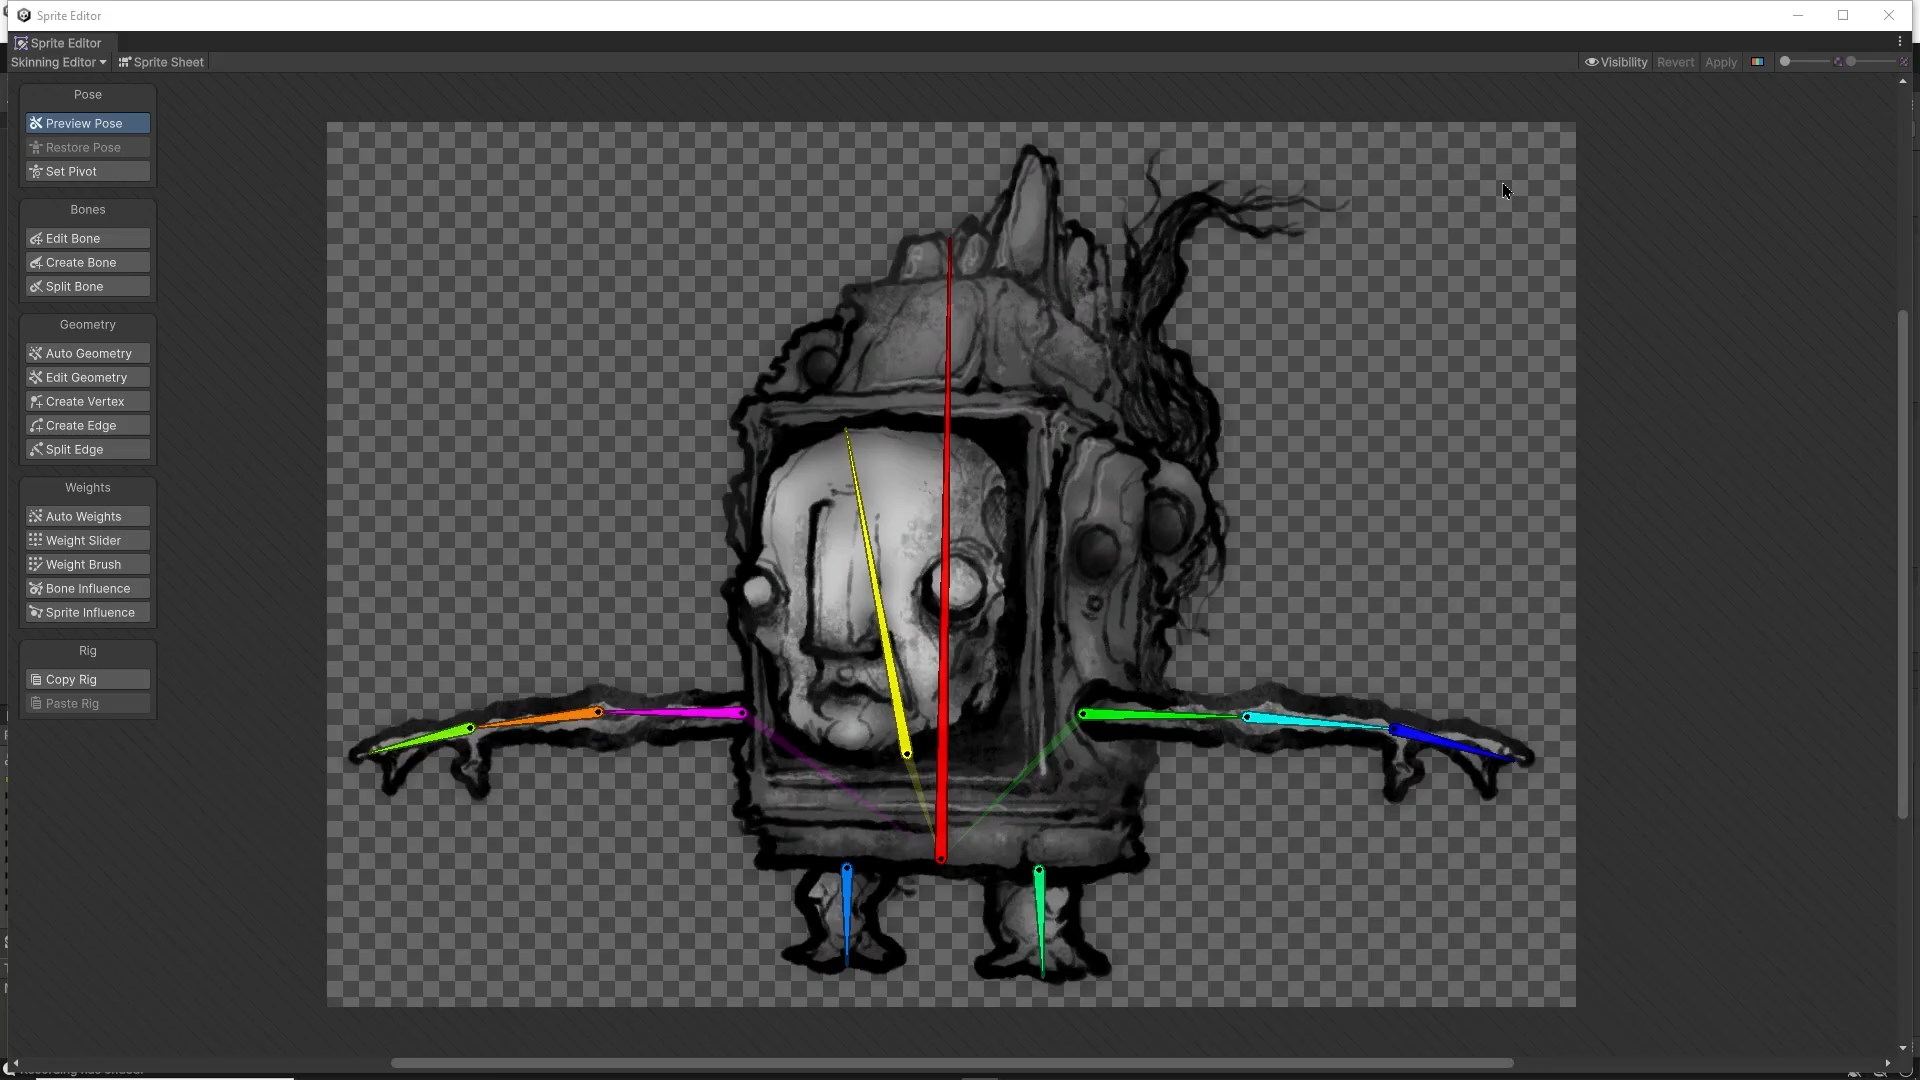 Sprite Editor
Sprite Editor
Skinning Editor
Sprite Sheet
Visibility
Revert
Apply
Pose
Preview Pose
Restore Pose
Set Pivot
Bones
Edit Bone
Create Bone
Split Bone
Geometry
Auto Geometry
Edit Geometry
Create Vertex
Create Edge
Split Edge
Weights
Auto Weights
Weight Slider
Weight Brush
Bone Influence
Sprite Influence
Rig
Copy Rig
Paste Rig